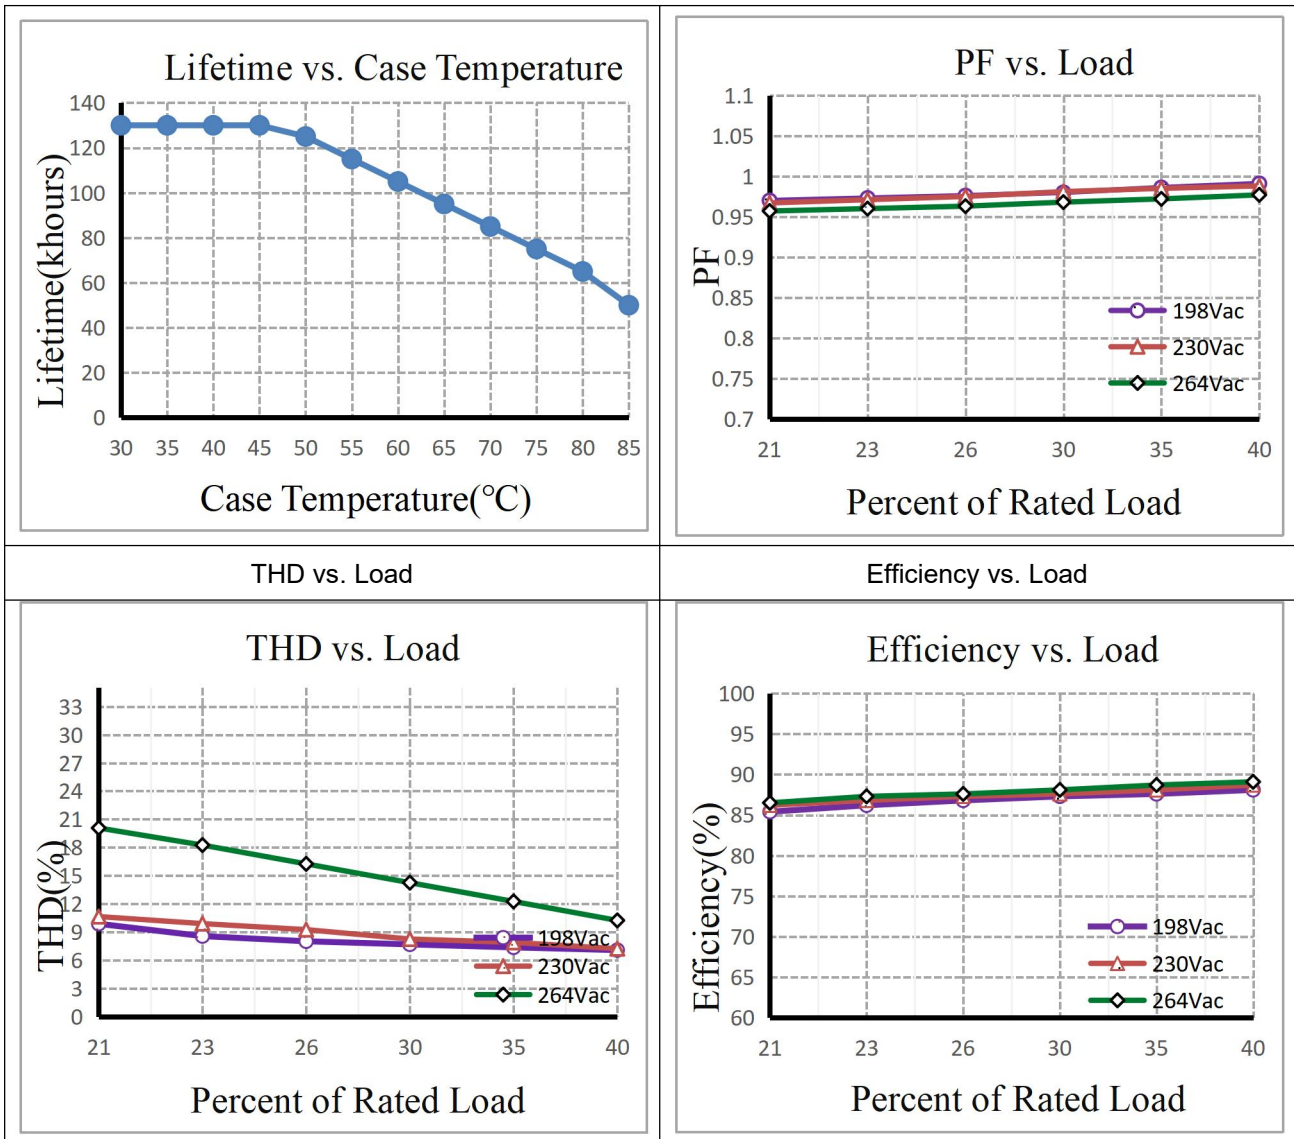 Lifetime vs. Case Temperature
140
120
100
80
60
40
20
0
Lifetime(khours)
30 35 40 45 50 55 60 65 70 75 80 85
Case Temperature(℃)
PF vs. Load
1.1
1.05
1
0.95
0.9
0.85
0.8
0.75
0.7
PF
198Vac
230Vac
264Vac
21 23 26 30 35 40
Percent of Rated Load
THD vs. Load
Efficiency vs. Load
THD vs. Load
33
30
27
24
21
18
15
12
9
6
3
0
THD(%)
198Vac
230Vac
264Vac
21 23 26 30 35 40
Percent of Rated Load
Efficiency vs. Load
100
95
90
85
80
75
70
65
60
Efficiency(%)
198Vac
230Vac
264Vac
21 23 26 30 35 40
Percent of Rated Load